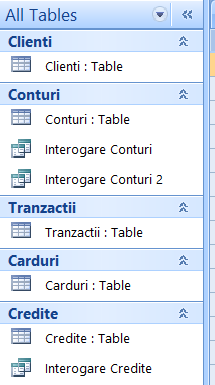 All Tables
Clienti
Clienti : Table
Conturi
Conturi : Table
Interogare Conturi
Interogare Conturi 2
Tranzactii
Tranzactii : Table
Carduri
Carduri : Table
Credite
Credite : Table
Interogare Credite